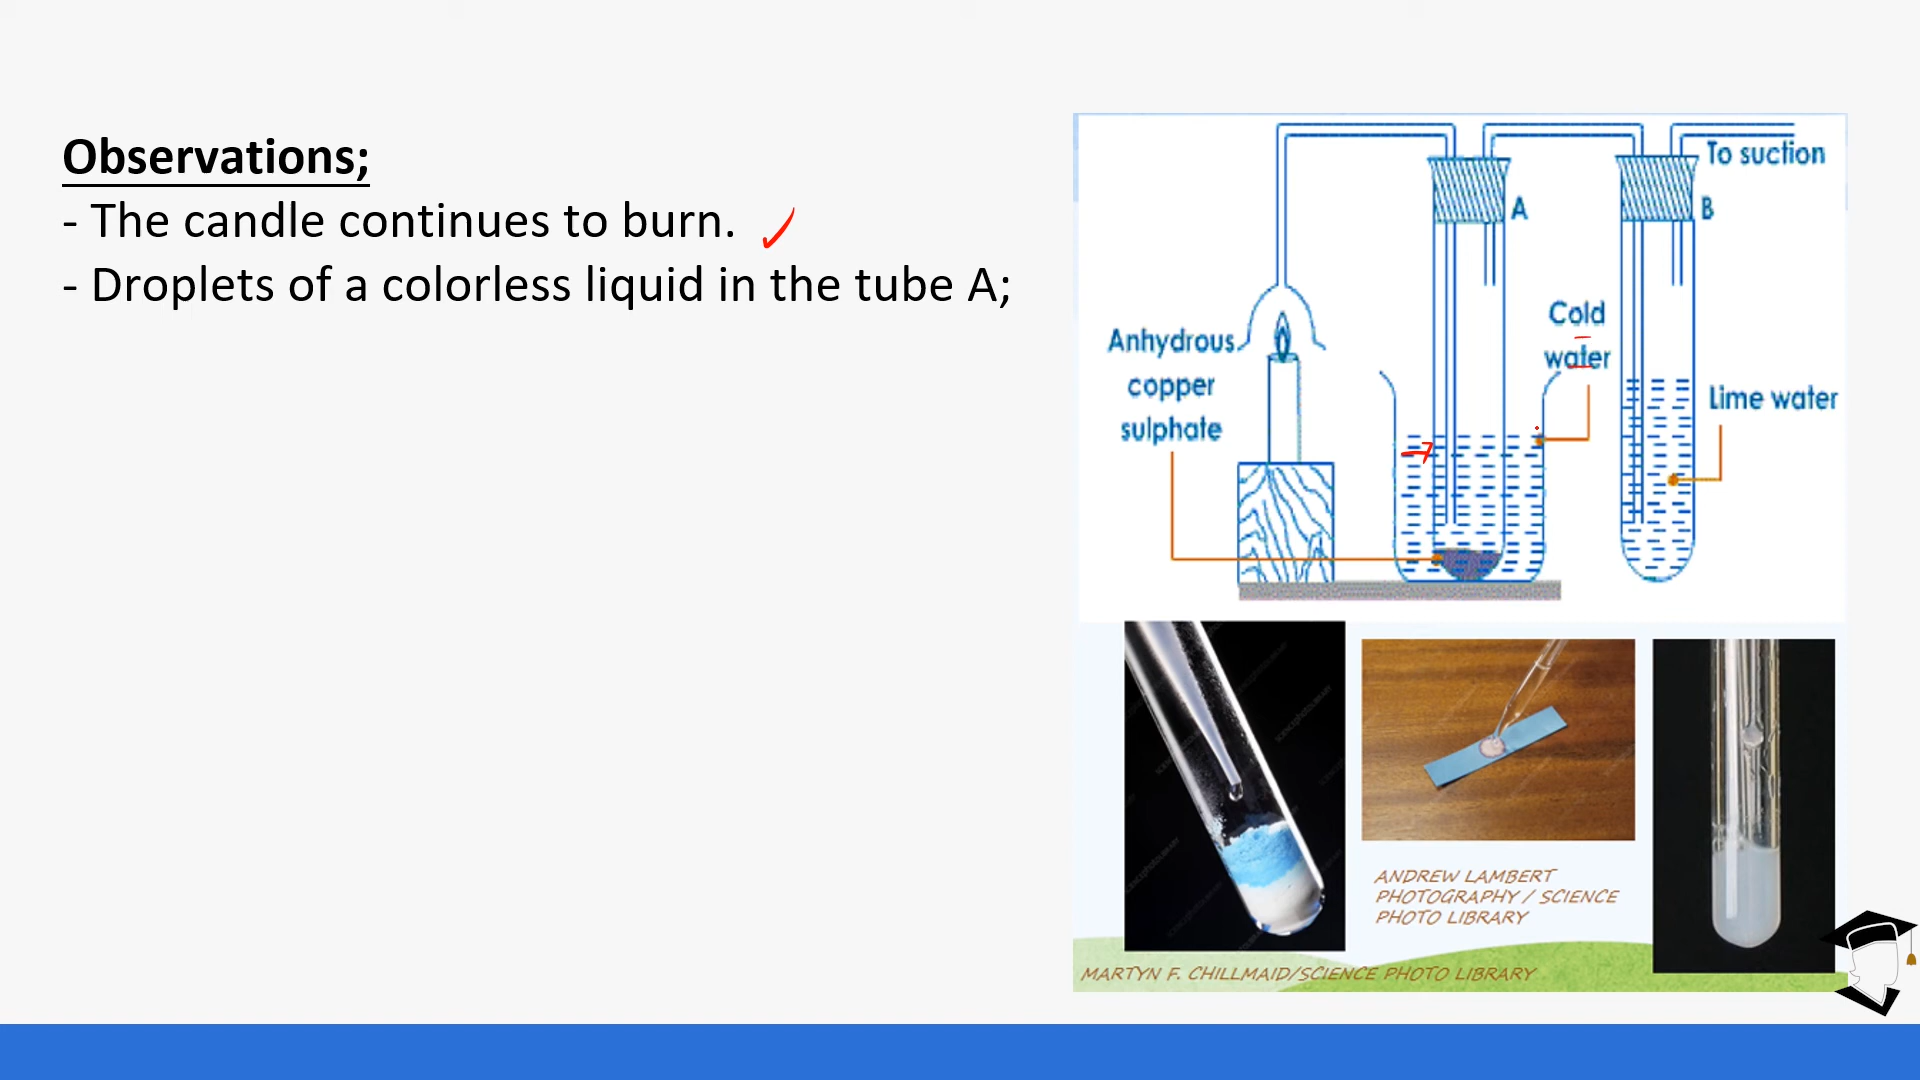 Observations;
- The candle continues to burn.
- Droplets of a colorless liquid in the tube A;
To suction
A
B
Cold
water
Anhydrous
copper
sulphate
Lime water
ANDREW LAMBERT
PHOTOGRAPHY / SCIENCE
PHOTO LIBRARY
MARTYN F. CHILLMAID/SCIENCE PHOTO LIBRARY